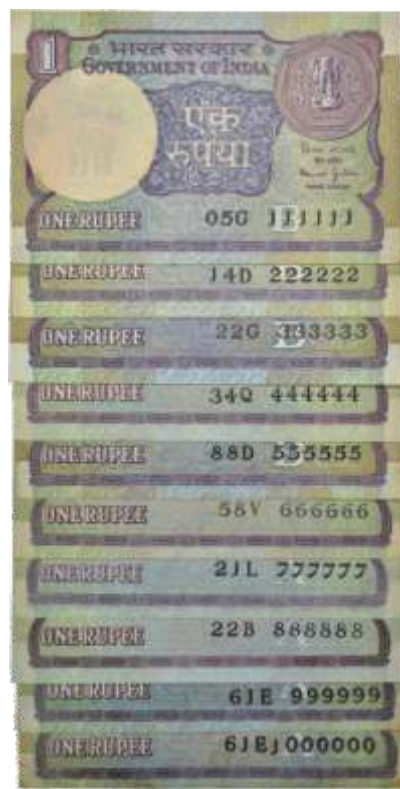 1 भारत सरकार
GOVERNMENT OF INDIA
एक
रुपया
ONE RUPEE 05G 111111
ONE RUPEE 14D 222222
ONE RUPEE 22G 333333
ONE RUPEE 34Q 444444
ONE RUPEE 88D 555555
ONE RUPEE 58V 666666
ONE RUPEE 21L 777777
ONE RUPEE 22B 888888
ONE RUPEE 61E 999999
ONE RUPEE 61E 1000000